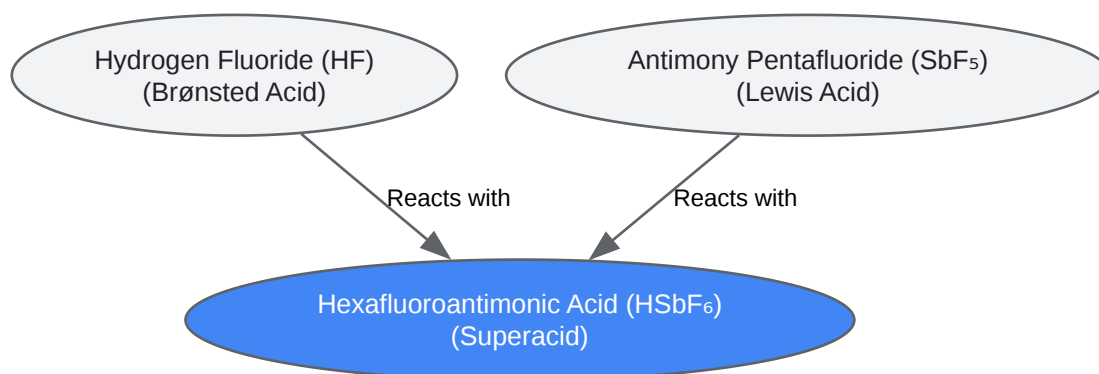 Hydrogen Fluoride (HF)
(Brønsted Acid)
Antimony Pentafluoride (SbF₅)
(Lewis Acid)
Reacts with
Reacts with
Hexafluoroantimonic Acid (HSbF₆)
(Superacid)